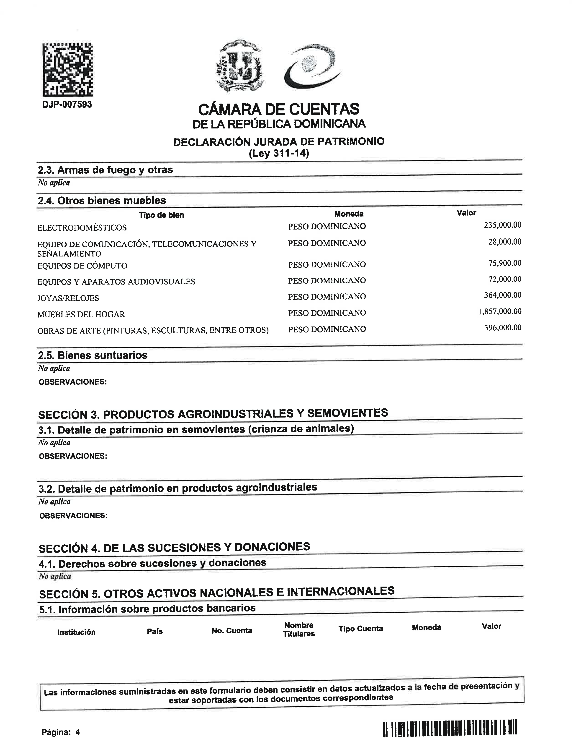 DJP-007593
CÁMARA DE CUENTAS
DE LA REPÚBLICA DOMINICANA
DECLARACIÓN JURADA DE PATRIMONIO
(Ley 311-14)
2.3. Armas de fuego y otras
No aplica
2.4. Otros bienes muebles
Tipo de bien Moneda Valor
ELECTRODOMÉSTICOS PESO DOMINICANO 235,000.00
EQUIPO DE COMUNICACIÓN, TELECOMUNICACIONES Y PESO DOMINICANO 28,000.00
SEÑALAMIENTO
EQUIPOS DE CÓMPUTO PESO DOMINICANO 75,900.00
EQUIPOS Y APARATOS AUDIOVISUALES PESO DOMINICANO 72,000.00
JOYAS/RELOJES PESO DOMINICANO 364,000.00
MUEBLES DEL HOGAR PESO DOMINICANO 1,857,000.00
OBRAS DE ARTE (PINTURAS, ESCULTURAS, ENTRE OTROS) PESO DOMINICANO 396,000.00
2.5. Bienes suntuarios
No aplica
OBSERVACIONES:
SECCIÓN 3. PRODUCTOS AGROINDUSTRIALES Y SEMOVIENTES
3.1. Detalle de patrimonio en semovientes (crianza de animales)
No aplica
OBSERVACIONES:
3.2. Detalle de patrimonio en productos agroindustriales
No aplica
OBSERVACIONES:
SECCIÓN 4. DE LAS SUCESIONES Y DONACIONES
4.1. Derechos sobre sucesiones y donaciones
No aplica
SECCIÓN 5. OTROS ACTIVOS NACIONALES E INTERNACIONALES
5.1. Información sobre productos bancarios
Institución País No. Cuenta Nombre Titulares Tipo Cuenta Moneda Valor
Las informaciones suministradas en este formulario deben consistir en datos actualizados a la fecha de presentación y
estar soportadas con los documentos correspondientes
Página: 4